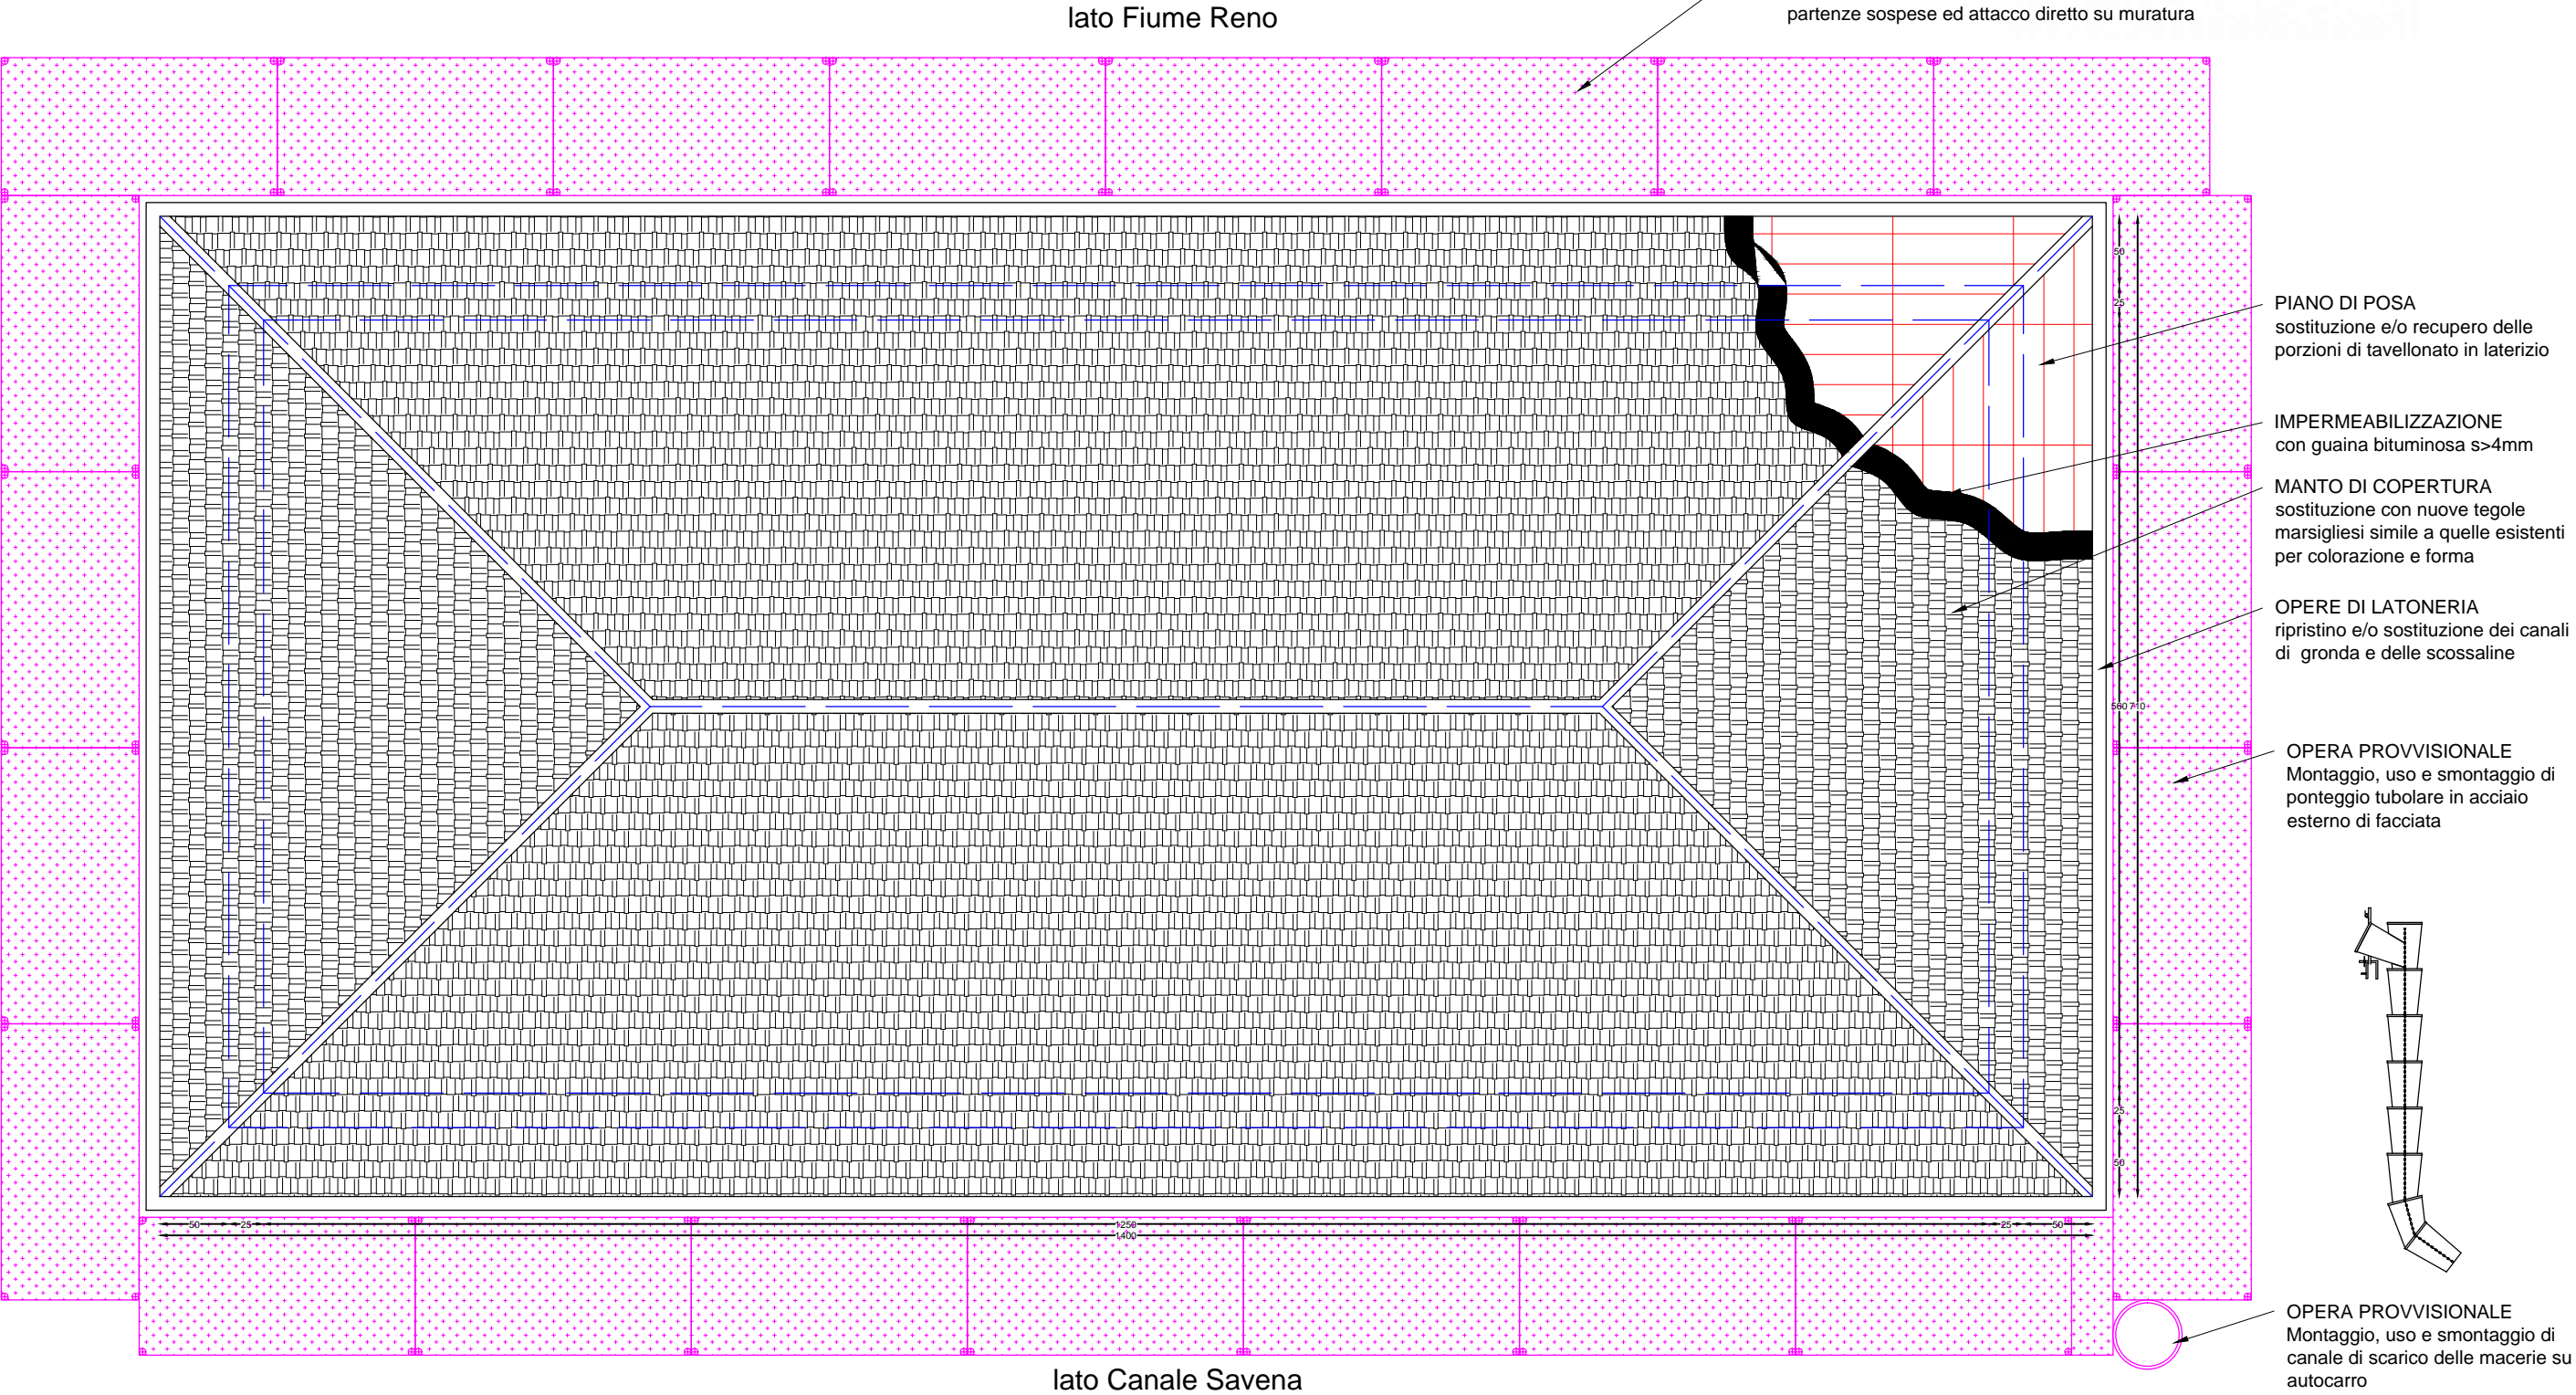 lato Fiume Reno
partenze sospese ed attacco diretto su muratura
50
25
PIANO DI POSA
sostituzione e/o recupero delle
porzioni di tavellonato in laterizio
IMPERMEABILIZZAZIONE
con guaina bituminosa s>4mm
MANTO DI COPERTURA
sostituzione con nuove tegole
marsigliesi simile a quelle esistenti
per colorazione e forma
OPERE DI LATONERIA
ripristino e/o sostituzione dei canali
di gronda e delle scossaline
560 710
OPERA PROVVISIONALE
Montaggio, uso e smontaggio di
ponteggio tubolare in acciaio
esterno di facciata
25
50
50 25 1250 25 50
1400
OPERA PROVVISIONALE
Montaggio, uso e smontaggio di
canale di scarico delle macerie su
autocarro
lato Canale Savena